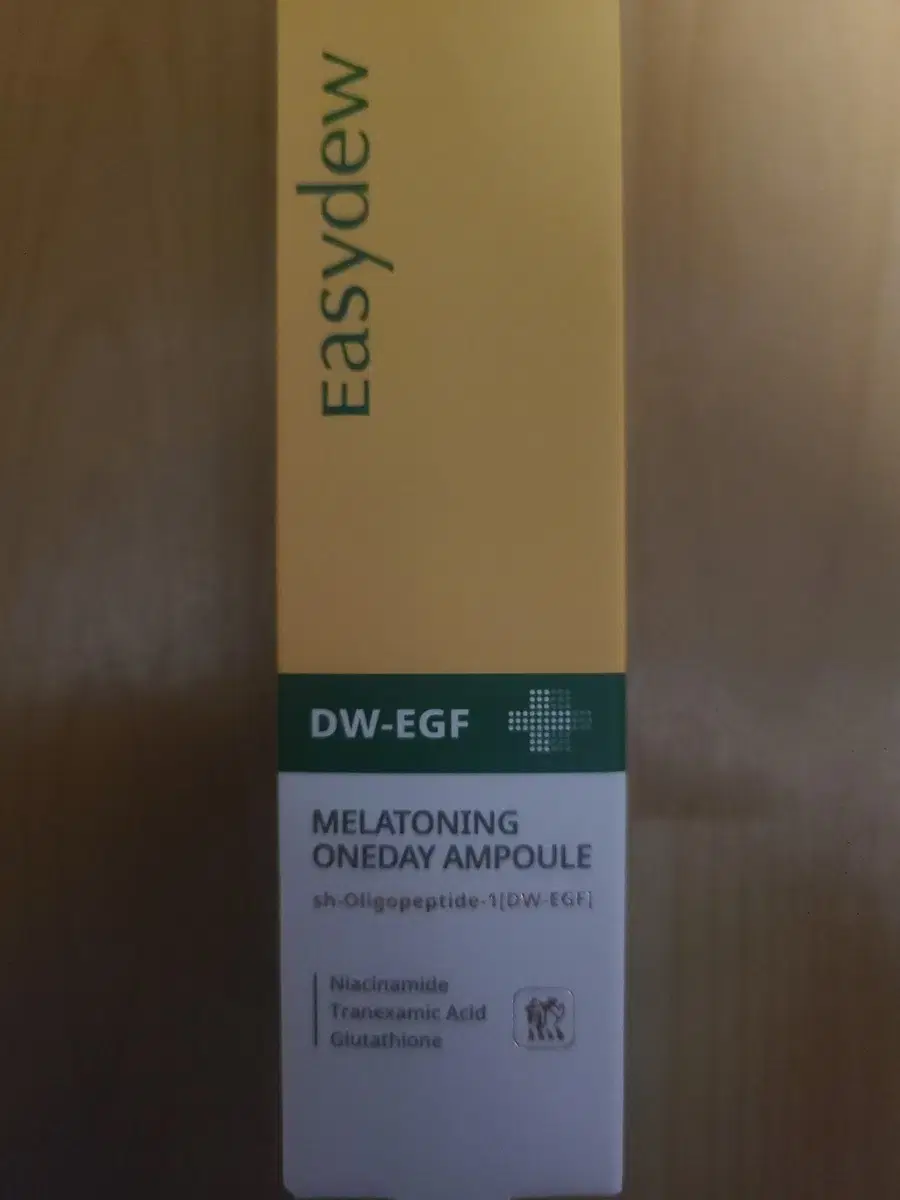 Easydew
DW-EGF
MELATONING
ONEDAY AMPOULE
sh-Oligopeptide-1[DW-EGF]
Niacinamide
Tranexamic Acid
Glutathione